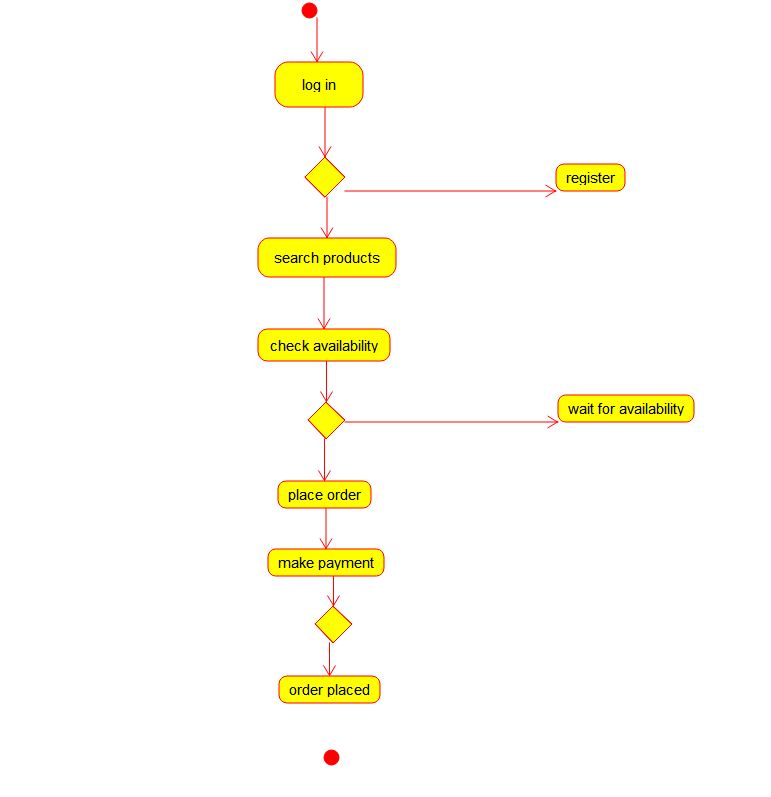 log in
register
search products
check availability
wait for availability
place order
make payment
order placed